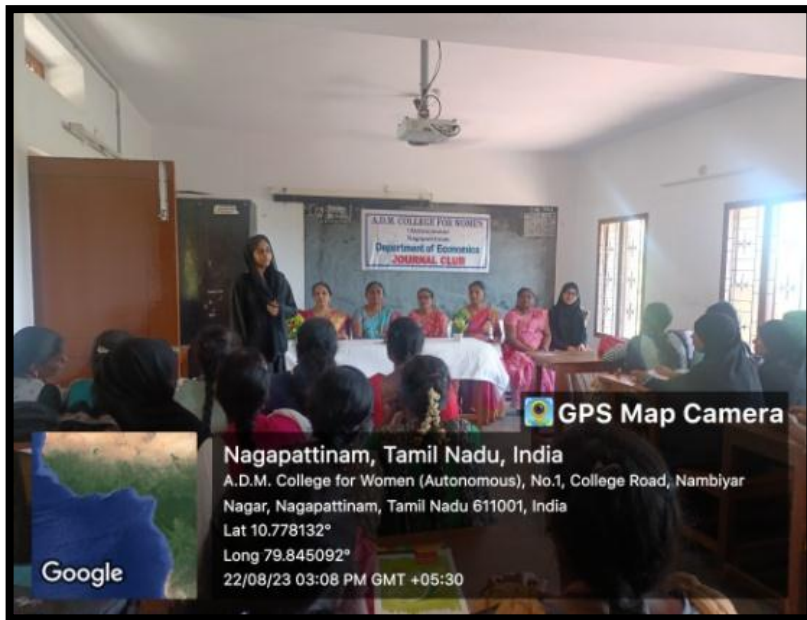 A.D.M. COLLEGE FOR WOMEN
(Autonomous)
Nagapattinam
Department of Economics
JOURNAL CLUB
GPS Map Camera
Nagapattinam, Tamil Nadu, India
A.D.M. College for Women (Autonomous), No.1, College Road, Nambiyar
Nagar, Nagapattinam, Tamil Nadu 611001, India
Lat 10.778132°
Long 79.845092°
22/08/23 03:08 PM GMT +05:30
Google